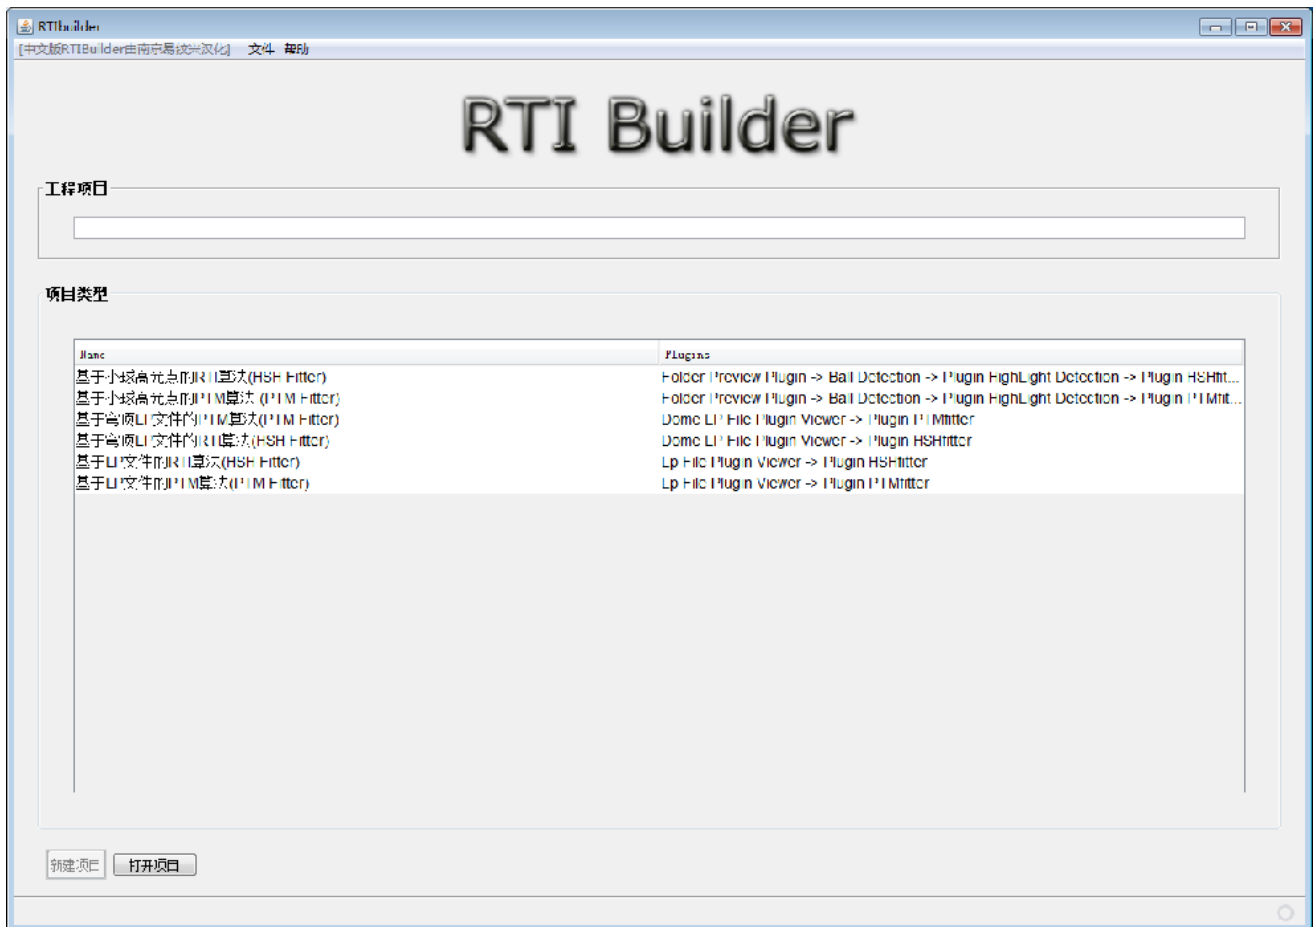 RTIbuilder
[中文版RTIBuilder由南京易纹兴汉化] 文件 帮助
RTI Builder
工程项目
项目类型
Name Plugins
基于小球高光点的RTI算法(HSH Fitter) Folder Preview Plugin -> Ball Detection -> Plugin HighLight Detection -> Plugin HSHfit...
基于小球高光点的PTM算法 (PTM Fitter) Folder Preview Plugin -> Ball Detection -> Plugin HighLight Detection -> Plugin PTMfit...
基于穹顶LP文件的PTM算法(PTM Fitter) Dome LP File Plugin Viewer -> Plugin PTMfitter
基于穹顶LP文件的RTI算法(HSH Fitter) Dome LP File Plugin Viewer -> Plugin HSHfitter
基于LP文件的RTI算法(HSH Fitter) Lp File Plugin Viewer -> Plugin HSHfitter
基于LP文件的PTM算法(PTM Fitter) Lp File Plugin Viewer -> Plugin PTMfitter
新建项目 打开项目